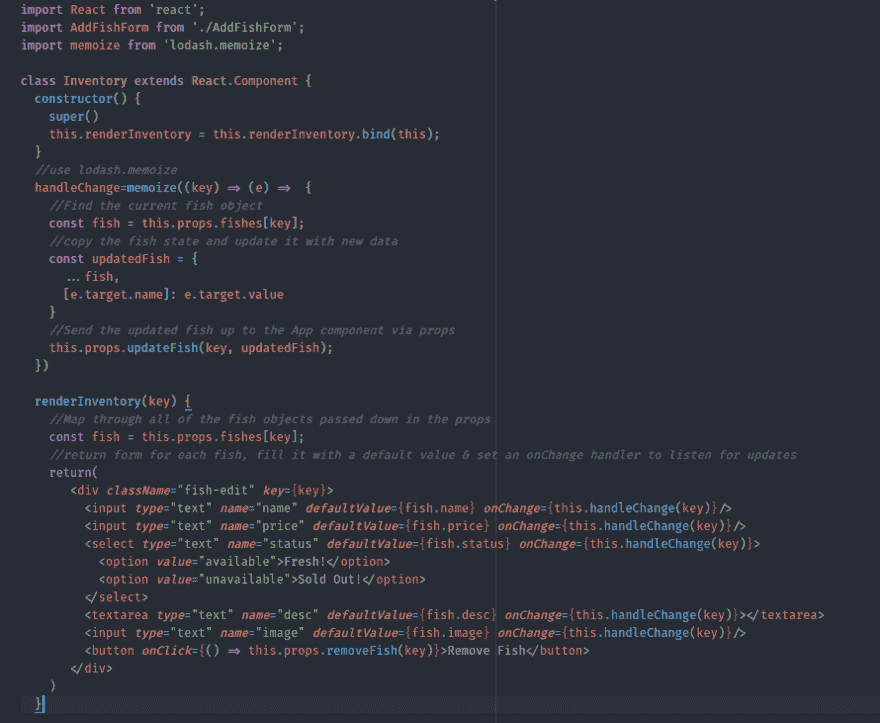 import React from 'react';
import AddFishForm from './AddFishForm';
import memoize from 'lodash.memoize';

class Inventory extends React.Component {
  constructor() {
    super()
    this.renderInventory = this.renderInventory.bind(this);
  }
  //use lodash.memoize
  handleChange=memoize((key) => (e) =>  {
    //Find the current fish object
    const fish = this.props.fishes[key];
    //copy the fish state and update it with new data
    const updatedFish = {
      ...fish,
      [e.target.name]: e.target.value
    }
    //Send the updated fish up to the App component via props
    this.props.updateFish(key, updatedFish);
  })

  renderInventory(key) {
    //Map through all of the fish objects passed down in the props
    const fish = this.props.fishes[key];
    //return form for each fish, fill it with a default value & set an onChange handler to listen for updates
    return(
       <div className="fish-edit" key={key}>
         <input type="text" name="name" defaultValue={fish.name} onChange={this.handleChange(key)}/>
         <input type="text" name="price" defaultValue={fish.price} onChange={this.handleChange(key)}/>
         <select type="text" name="status" defaultValue={fish.status} onChange={this.handleChange(key)}>
           <option value="available">Fresh!</option>
           <option value="unavailable">Sold Out!</option>
         </select>
         <textarea type="text" name="desc" defaultValue={fish.desc} onChange={this.handleChange(key)}></textarea>
         <input type="text" name="image" defaultValue={fish.image} onChange={this.handleChange(key)}/>
         <button onClick={() => this.props.removeFish(key)}>Remove Fish</button>
       </div>
    )
  }